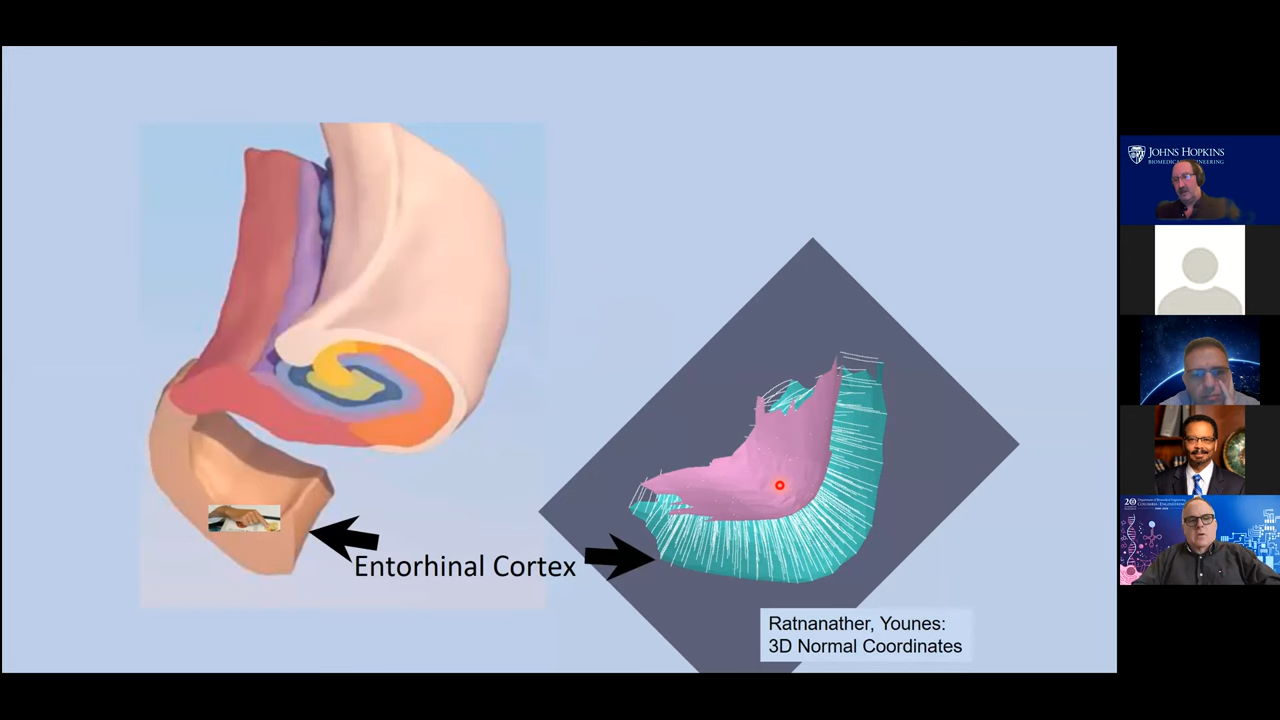 Entorhinal Cortex
Ratnanather, Younes:
3D Normal Coordinates
JOHNS HOPKINS